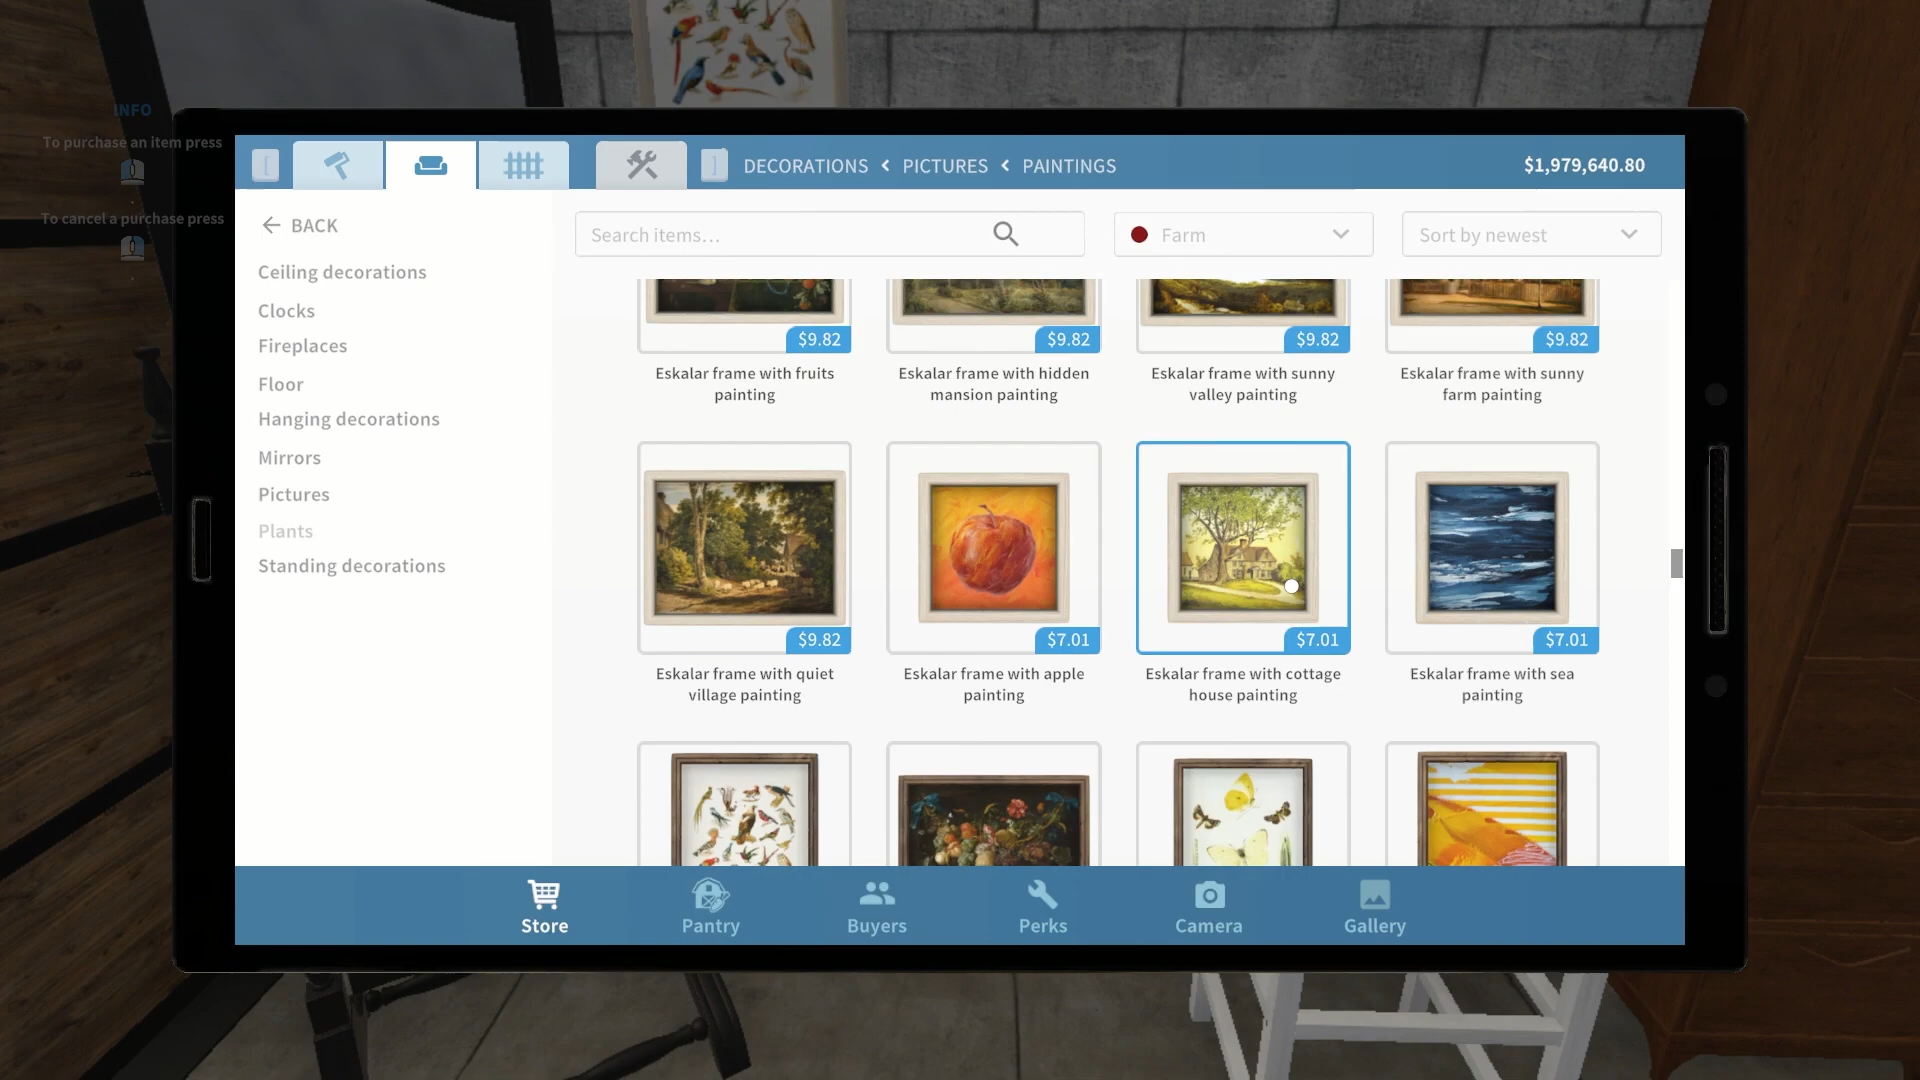 INFO
To purchase an item press
To cancel a purchase press
[
]
DECORATIONS
PICTURES
PAINTINGS
$1,979,640.80
BACK
Ceiling decorations
Clocks
Fireplaces
Floor
Hanging decorations
Mirrors
Pictures
Plants
Standing decorations
Search items...
Farm
Sort by newest
$9.82
$9.82
$9.82
$9.82
Eskalar frame with fruits
painting
Eskalar frame with hidden
mansion painting
Eskalar frame with sunny
valley painting
Eskalar frame with sunny
farm painting
$9.82
$7.01
$7.01
$7.01
Eskalar frame with quiet
village painting
Eskalar frame with apple
painting
Eskalar frame with cottage
house painting
Eskalar frame with sea
painting
Store
Pantry
Buyers
Perks
Camera
Gallery